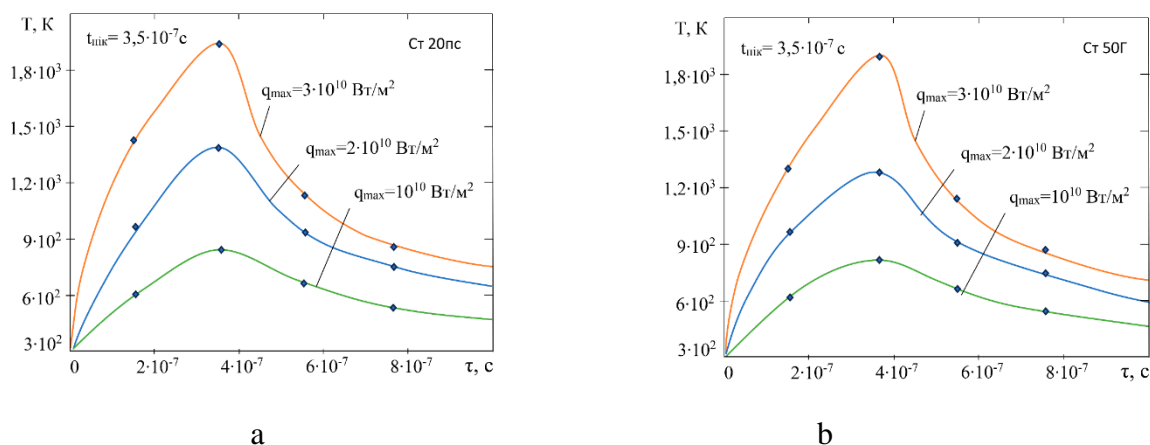 T, К
tпік= 3,5·10⁻⁷с
Ст 20пс
qmax=3·10¹⁰ Вт/м²
qmax=2·10¹⁰ Вт/м²
qmax=10¹⁰ Вт/м²
1,8·10³
1,5·10³
1,2·10³
9·10²
6·10²
3·10²
0
2·10⁻⁷
4·10⁻⁷
6·10⁻⁷
8·10⁻⁷
τ, с
a
T, К
tпік= 3,5·10⁻⁷ с
Ст 50Г
qmax=3·10¹⁰ Вт/м²
qmax=2·10¹⁰ Вт/м²
qmax=10¹⁰ Вт/м²
1,8·10³
1,5·10³
1,2·10³
9·10²
6·10²
3·10²
0
2·10⁻⁷
4·10⁻⁷
6·10⁻⁷
8·10⁻⁷
τ, с
b